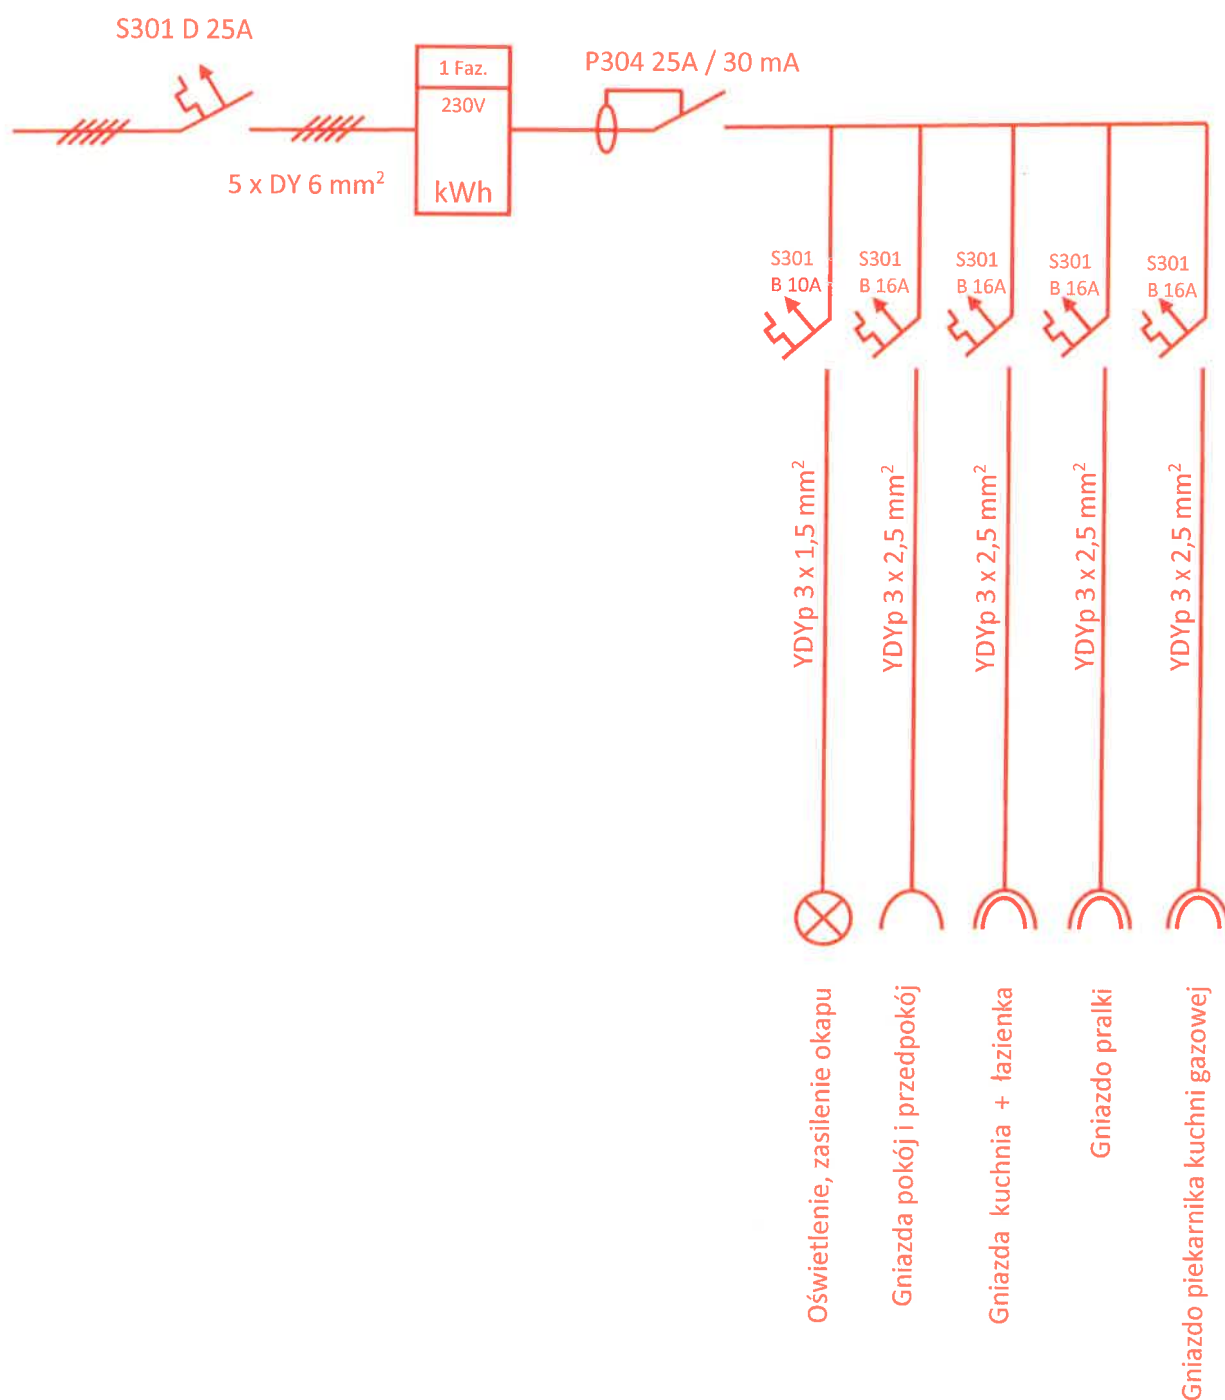 S301 D 25A
1 Faz.
230V
kWh
P304 25A / 30 mA
5 x DY 6 mm²
S301
B 10A
S301
B 16A
S301
B 16A
S301
B 16A
S301
B 16A
YDYp 3 x 1,5 mm²
YDYp 3 x 2,5 mm²
YDYp 3 x 2,5 mm²
YDYp 3 x 2,5 mm²
YDYp 3 x 2,5 mm²
Oświetlenie, zasilenie okapu
Gniazda pokój i przedpokój
Gniazda kuchnia + łazienka
Gniazdo pralki
Gniazdo piekarnika kuchni gazowej